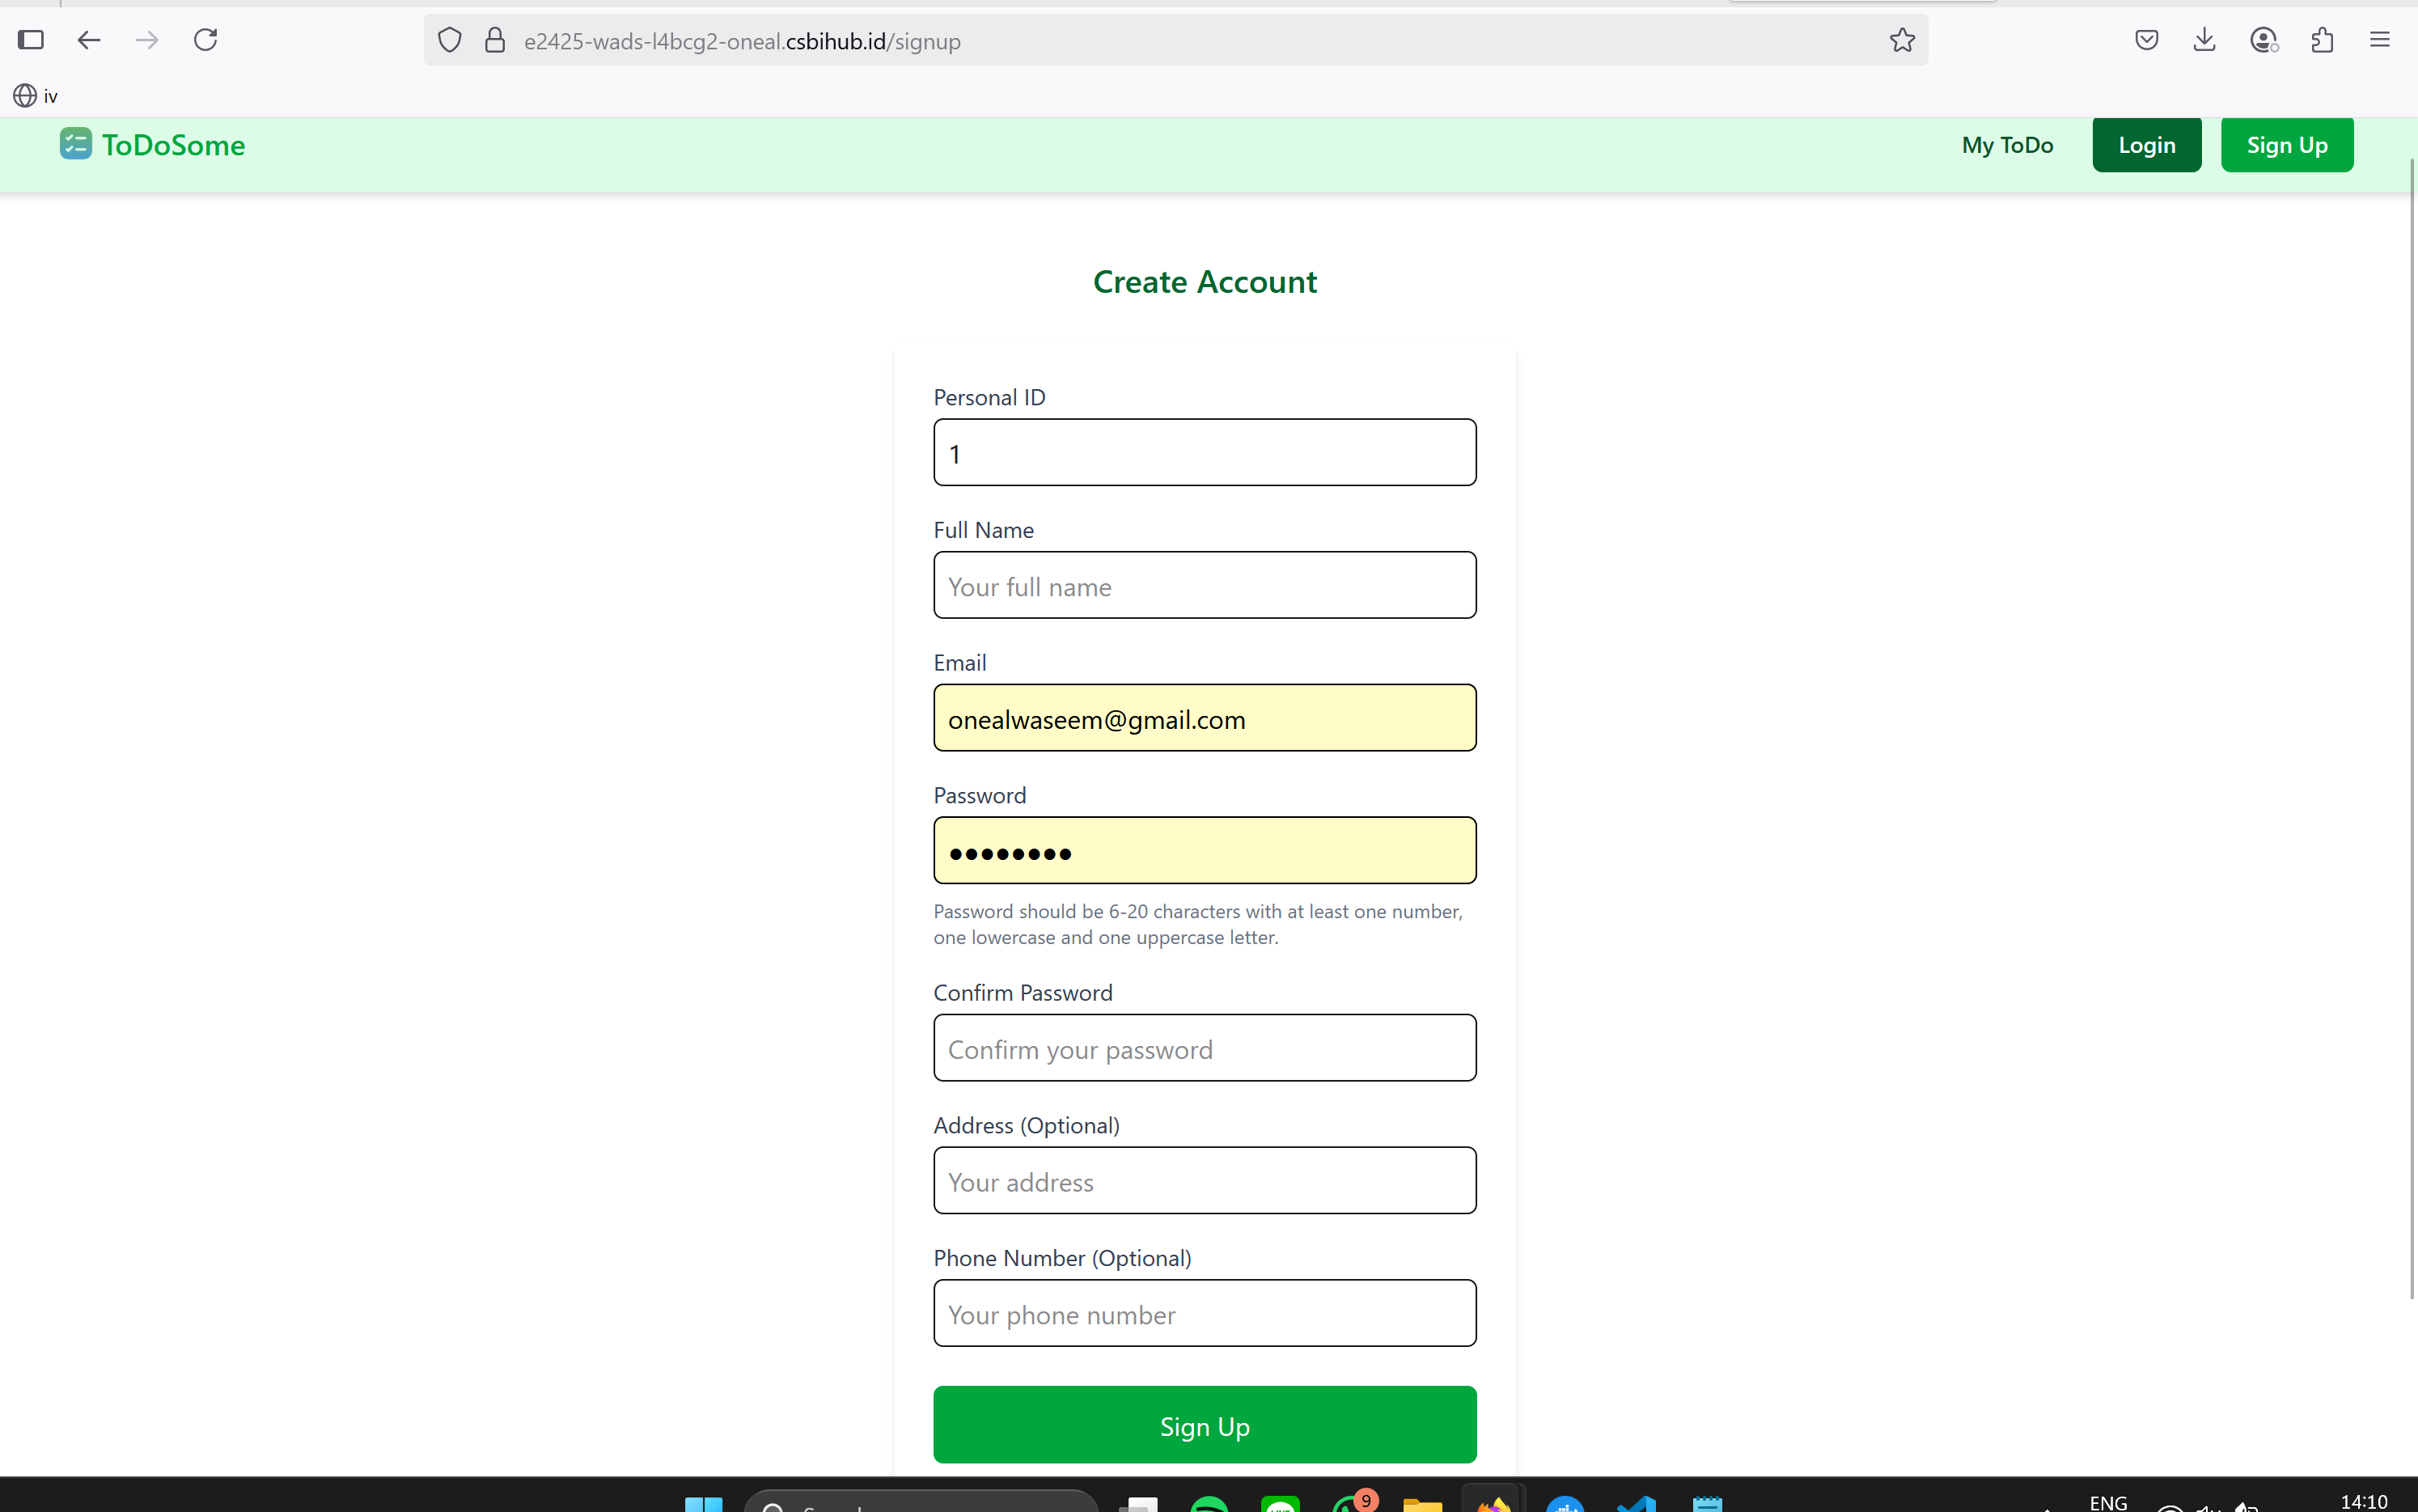 e2425-wads-l4bcg2-oneal.csbihub.id/signup
iv
ToDoSome
My ToDo
Login
Sign Up
Create Account
Personal ID
1
Full Name
Your full name
Email
onealwaseem@gmail.com
Password
Password should be 6-20 characters with at least one number,
one lowercase and one uppercase letter.
Confirm Password
Confirm your password
Address (Optional)
Your address
Phone Number (Optional)
Your phone number
Sign Up
9
ENG
14:10